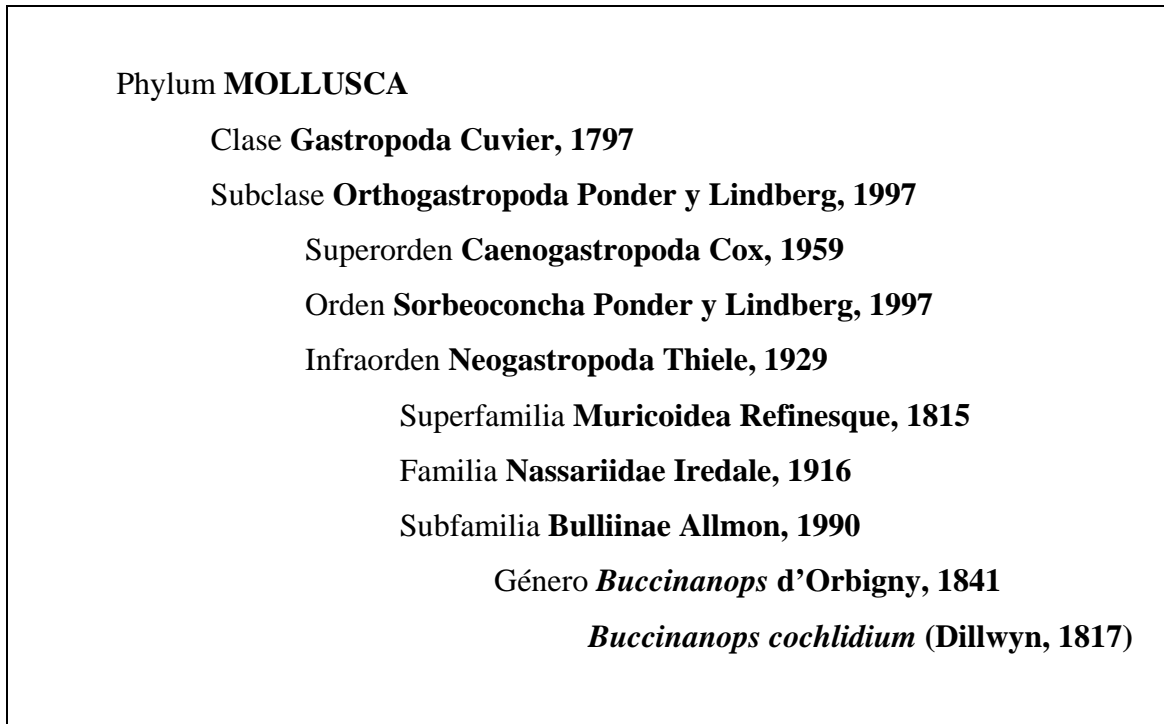 Phylum MOLLUSCA
Clase Gastropoda Cuvier, 1797
Subclase Orthogastropoda Ponder y Lindberg, 1997
Superorden Caenogastropoda Cox, 1959
Orden Sorbeoconcha Ponder y Lindberg, 1997
Infraorden Neogastropoda Thiele, 1929
Superfamilia Muricoidea Refinesque, 1815
Familia Nassariidae Iredale, 1916
Subfamilia Bulliinae Allmon, 1990
Género Buccinanops d’Orbigny, 1841
Buccinanops cochlidium (Dillwyn, 1817)